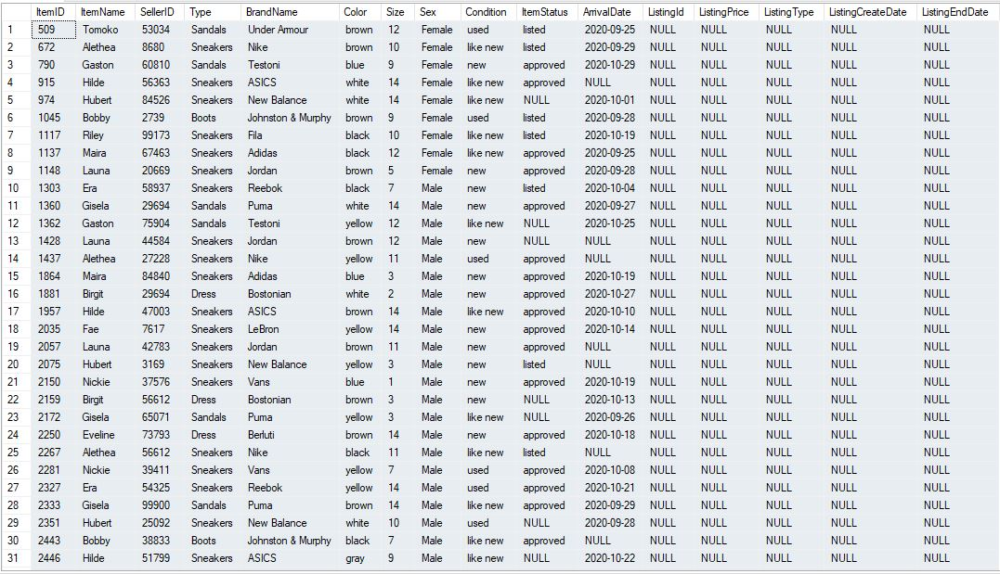 ItemID ItemName SellerID Type BrandName Color Size Sex Condition ItemStatus ArrivalDate ListingId ListingPrice ListingType ListingCreateDate ListingEndDate
1 509 Tomoko 53034 Sandals Under Armour brown 12 Female used listed 2020-09-25 NULL NULL NULL NULL NULL
2 672 Alethea 8680 Sneakers Nike brown 10 Female like new listed 2020-09-29 NULL NULL NULL NULL NULL
3 790 Gaston 60810 Sandals Testoni blue 9 Female new approved 2020-10-29 NULL NULL NULL NULL NULL
4 915 Hilde 56363 Sneakers ASICS white 14 Female like new approved NULL NULL NULL NULL NULL NULL
5 974 Hubert 84526 Sneakers New Balance white 14 Female like new NULL 2020-10-01 NULL NULL NULL NULL NULL
6 1045 Bobby 2739 Boots Johnston & Murphy brown 9 Female used listed 2020-09-28 NULL NULL NULL NULL NULL
7 1117 Riley 99173 Sneakers Fila black 10 Female like new listed 2020-10-19 NULL NULL NULL NULL NULL
8 1137 Maira 67463 Sneakers Adidas black 12 Female like new approved 2020-09-25 NULL NULL NULL NULL NULL
9 1148 Launa 20669 Sneakers Jordan brown 5 Female new approved 2020-09-28 NULL NULL NULL NULL NULL
10 1303 Era 58937 Sneakers Reebok black 7 Male new listed 2020-10-04 NULL NULL NULL NULL NULL
11 1360 Gisela 29694 Sandals Puma white 14 Male new approved 2020-09-27 NULL NULL NULL NULL NULL
12 1362 Gaston 75904 Sandals Testoni yellow 12 Male like new NULL 2020-10-25 NULL NULL NULL NULL NULL
13 1428 Launa 44584 Sneakers Jordan brown 12 Male new NULL NULL NULL NULL NULL NULL NULL
14 1437 Alethea 27228 Sneakers Nike yellow 11 Male used approved NULL NULL NULL NULL NULL NULL
15 1864 Maira 84840 Sneakers Adidas blue 3 Male new approved 2020-10-19 NULL NULL NULL NULL NULL
16 1881 Birgit 29694 Dress Bostonian white 2 Male new approved 2020-10-27 NULL NULL NULL NULL NULL
17 1957 Hilde 47003 Sneakers ASICS brown 14 Male like new approved 2020-10-10 NULL NULL NULL NULL NULL
18 2035 Fae 7617 Sneakers LeBron yellow 14 Male new approved 2020-10-14 NULL NULL NULL NULL NULL
19 2057 Launa 42783 Sneakers Jordan brown 11 Male new approved NULL NULL NULL NULL NULL NULL
20 2075 Hubert 3169 Sneakers New Balance yellow 3 Male new listed NULL NULL NULL NULL NULL NULL
21 2150 Nickie 37576 Sneakers Vans blue 1 Male new approved 2020-10-19 NULL NULL NULL NULL NULL
22 2159 Birgit 56612 Dress Bostonian brown 3 Male new NULL 2020-10-13 NULL NULL NULL NULL NULL
23 2172 Gisela 65071 Sandals Puma yellow 3 Male like new NULL 2020-09-26 NULL NULL NULL NULL NULL
24 2250 Eveline 73793 Dress Berluti brown 14 Male new approved 2020-10-18 NULL NULL NULL NULL NULL
25 2267 Alethea 56612 Sneakers Nike black 11 Male like new listed NULL NULL NULL NULL NULL NULL
26 2281 Nickie 39411 Sneakers Vans yellow 7 Male used approved 2020-10-08 NULL NULL NULL NULL NULL
27 2327 Era 54325 Sneakers Reebok yellow 14 Male used approved 2020-10-21 NULL NULL NULL NULL NULL
28 2333 Gisela 99900 Sandals Puma brown 14 Male like new approved 2020-09-29 NULL NULL NULL NULL NULL
29 2351 Hubert 25092 Sneakers New Balance white 10 Male used NULL 2020-09-28 NULL NULL NULL NULL NULL
30 2443 Bobby 38833 Boots Johnston & Murphy black 7 Male like new approved NULL NULL NULL NULL NULL NULL
31 2446 Hilde 51799 Sneakers ASICS gray 9 Male like new NULL 2020-10-22 NULL NULL NULL NULL NULL